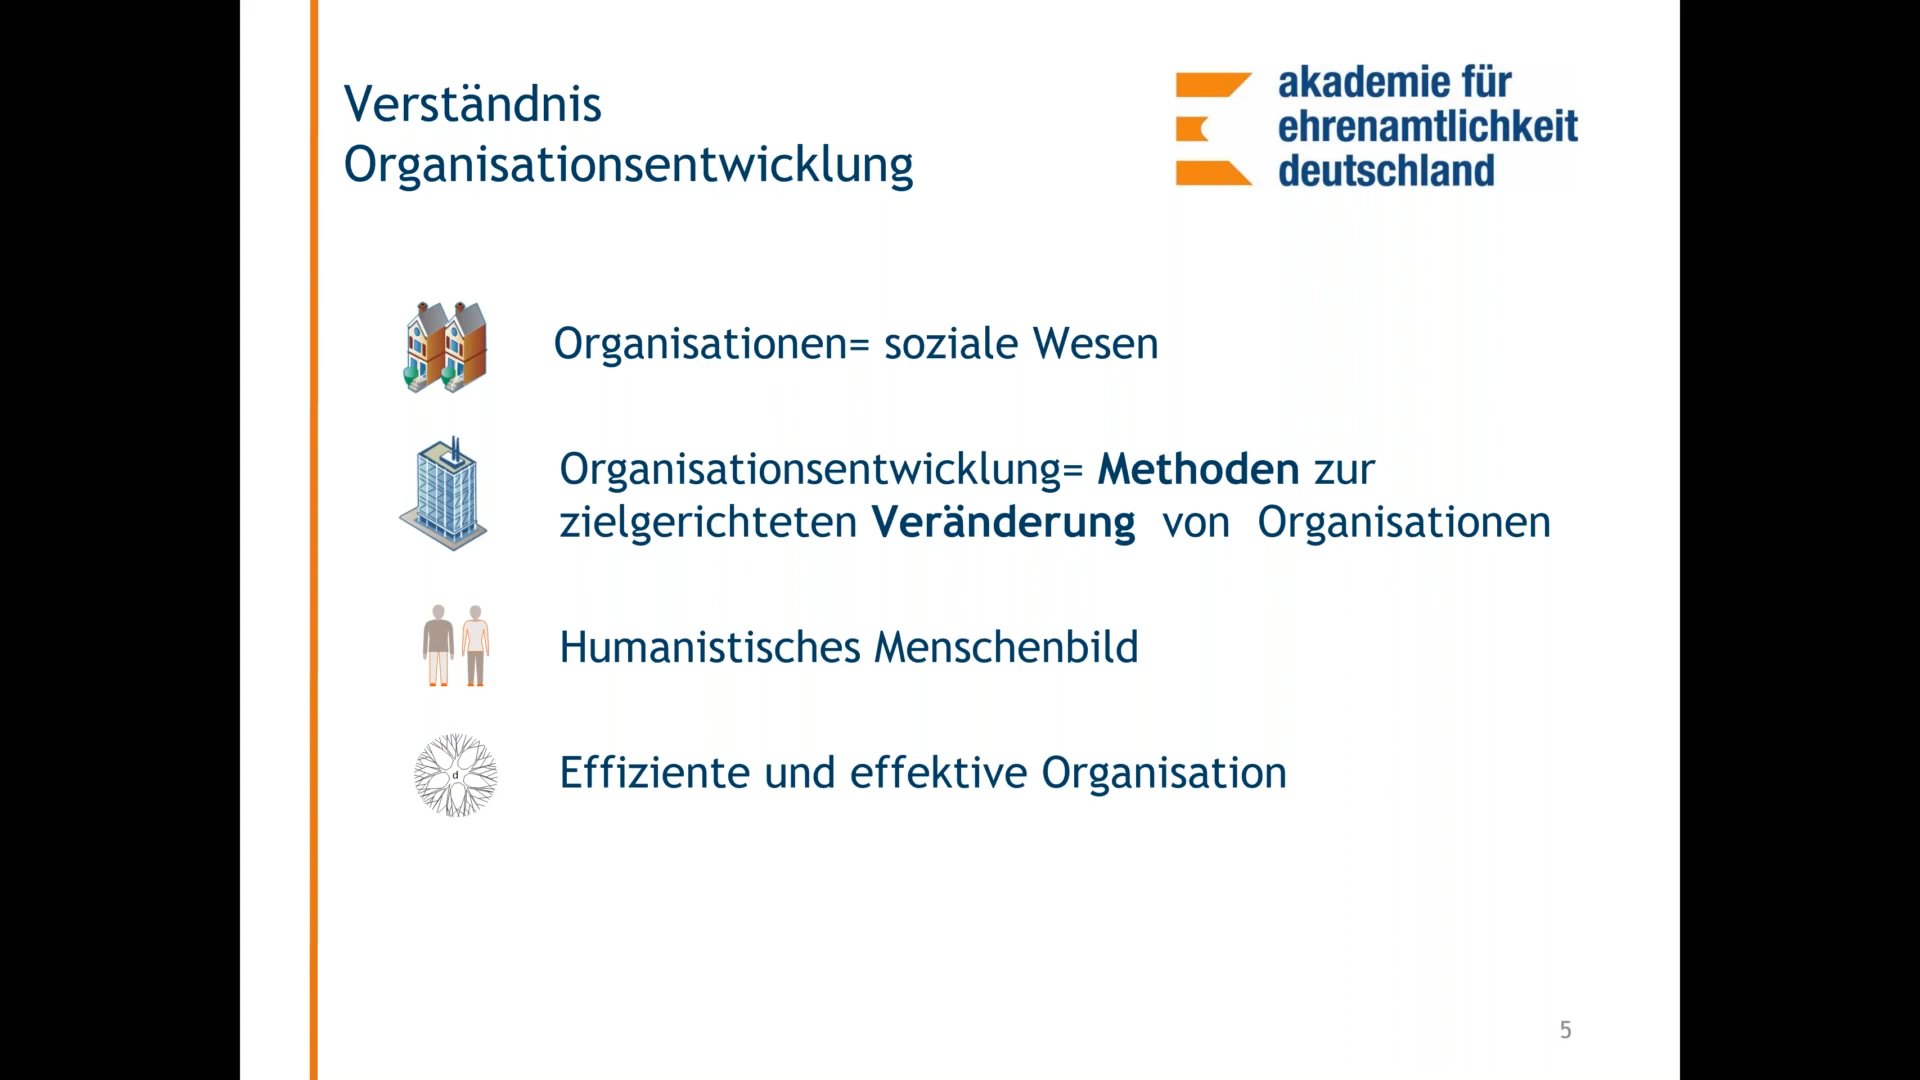 Verständnis
Organisationsentwicklung
akademie für
ehrenamtlichkeit
deutschland
Organisationen= soziale Wesen
Organisationsentwicklung= Methoden zur
zielgerichteten Veränderung von Organisationen
Humanistisches Menschenbild
d
Effiziente und effektive Organisation
5